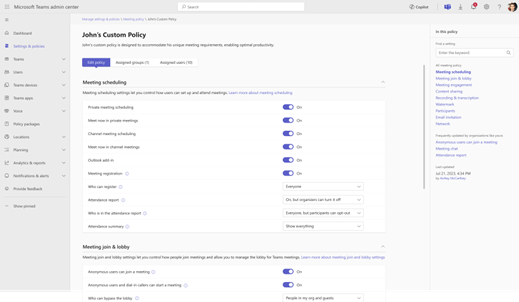 Microsoft Teams admin center
Search
Copilot
Manage settings & policies \ Meeting policy \ John's Custom Policy
John's Custom Policy
John's custom policy is designed to accommodate his unique meeting requirements, enabling optimal productivity.
Edit policy
Assigned groups (1)
Assigned users (10)
Dashboard
Settings & policies
Teams
Users
Teams devices
Teams apps
Voice
Policy packages
Locations
Planning
Analytics & reports
Notifications & alerts
Provide feedback
Show pinned
Meeting scheduling
Meeting scheduling settings let you control how users can set up and attend meetings. Learn more about meeting scheduling
Private meeting scheduling On
Meet now in private meetings On
Channel meeting scheduling On
Meet now in channel meetings On
Outlook add-in On
Meeting registration On
Who can register Everyone
Attendance report On, but organizers can turn it off
Who is in the attendance report Everyone, but participants can opt out
Attendance summary Show everything
Meeting join & lobby
Meeting join and lobby settings let you control how people join meetings and allow you to manage the lobby for Teams meetings. Learn more about meeting join and lobby settings
Anonymous users can join a meeting On
Anonymous users and dial-in callers can start a meeting On
Who can bypass the lobby People in my org and guests
In this policy
Find a setting
Enter the keyword
All meeting policy
Meeting scheduling
Meeting join & lobby
Meeting engagement
Content sharing
Recording & transcription
Watermark
Participants
Email invitation
Network
Frequently updated by organizations like yours
Anonymous users can join a meeting
Meeting chat
Attendance report
Last updated
Jul 21, 2023, 4:34 PM